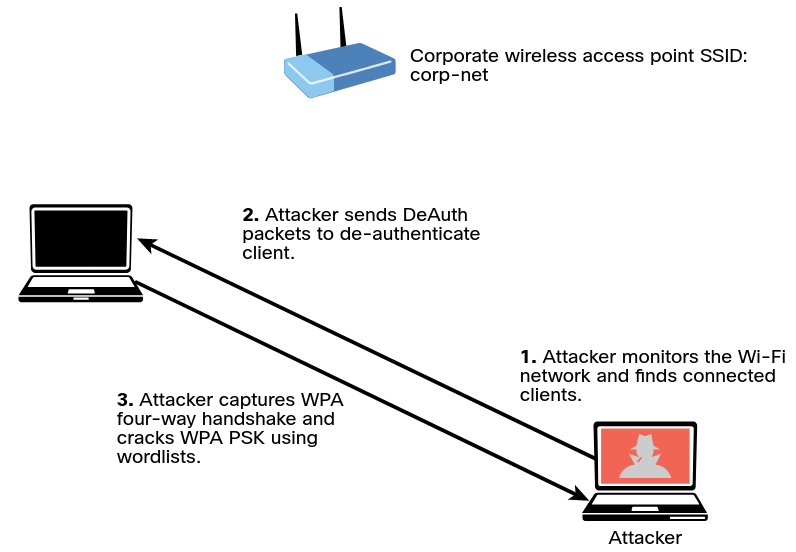 Corporate wireless access point SSID:
corp-net
2. Attacker sends DeAuth
packets to de-authenticate
client.
1. Attacker monitors the Wi-Fi
network and finds connected
clients.
3. Attacker captures WPA
four-way handshake and
cracks WPA PSK using
wordlists.
Attacker